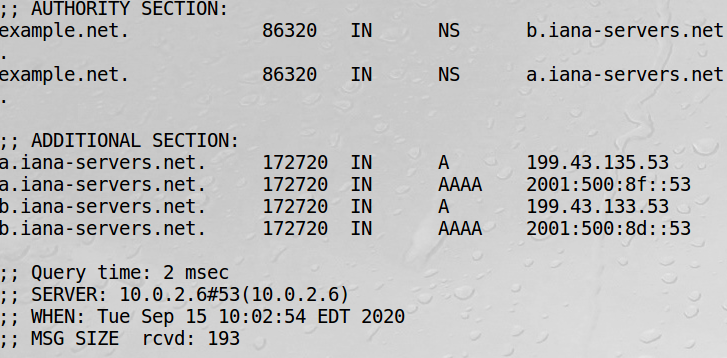 ;; AUTHORITY SECTION:
example.net. 86320 IN NS b.iana-servers.net
.
example.net. 86320 IN NS a.iana-servers.net
.
;; ADDITIONAL SECTION:
a.iana-servers.net. 172720 IN A 199.43.135.53
a.iana-servers.net. 172720 IN AAAA 2001:500:8f::53
b.iana-servers.net. 172720 IN A 199.43.133.53
b.iana-servers.net. 172720 IN AAAA 2001:500:8d::53
;; Query time: 2 msec
;; SERVER: 10.0.2.6#53(10.0.2.6)
;; WHEN: Tue Sep 15 10:02:54 EDT 2020
;; MSG SIZE  rcvd: 193